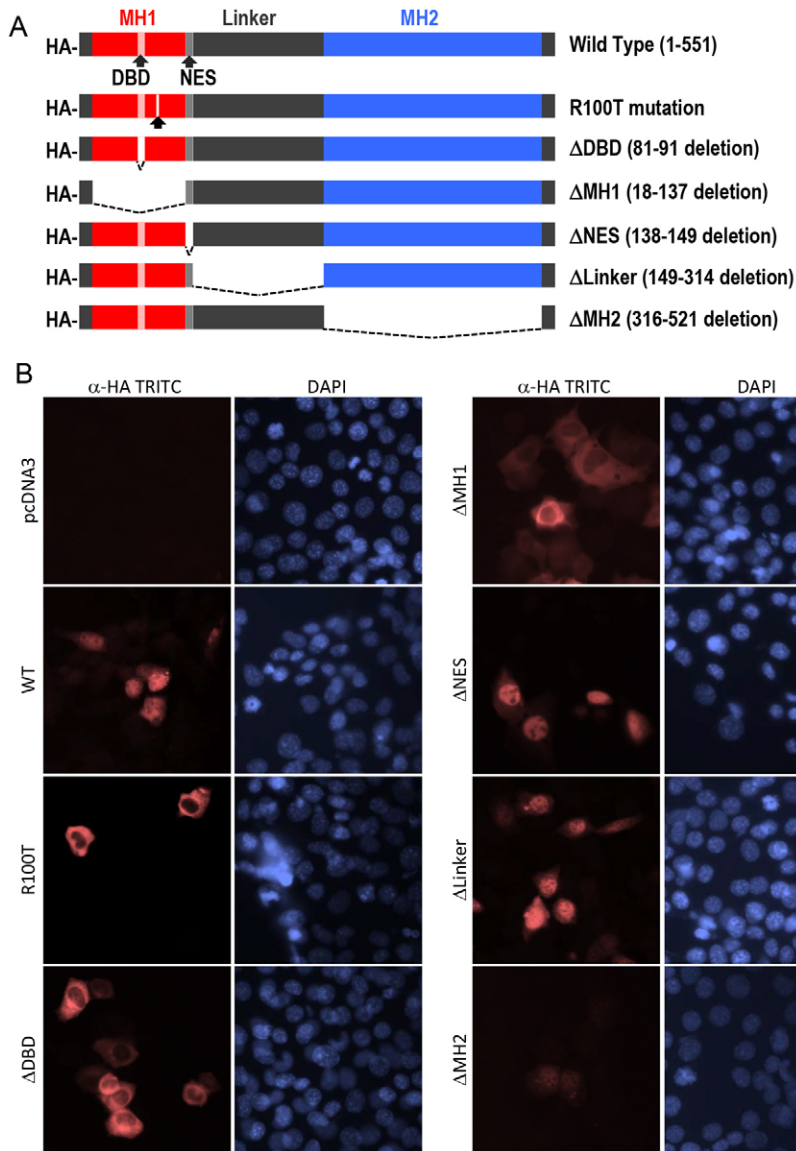 A
MH1 Linker MH2
HA- Wild Type (1-551)
DBD NES
HA- R100T mutation
HA- ΔDBD (81-91 deletion)
HA- ΔMH1 (18-137 deletion)
HA- ΔNES (138-149 deletion)
HA- ΔLinker (149-314 deletion)
HA- ΔMH2 (316-521 deletion)
B
α-HA TRITC DAPI α-HA TRITC DAPI
pcDNA3 ΔMH1
WT ΔNES
R100T ΔLinker
ΔDBD ΔMH2